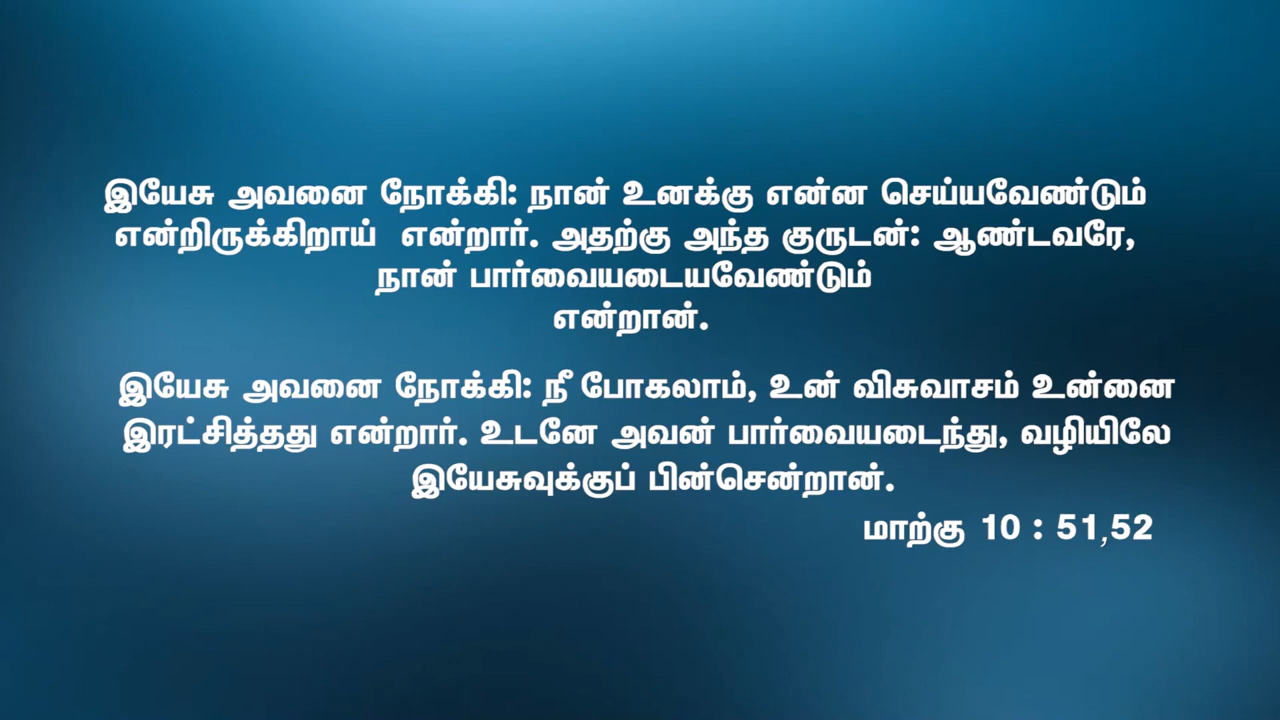 இயேசு அவனை நோக்கி: நான் உனக்கு என்ன செய்யவேண்டும்
என்றிருக்கிறாய் என்றார். அதற்கு அந்த குருடன்: ஆண்டவரே,
நான் பார்வையடையவேண்டும்
என்றான்.
இயேசு அவனை நோக்கி: நீ போகலாம், உன் விசுவாசம் உன்னை
இரட்சித்தது என்றார். உடனே அவன் பார்வையடைந்து, வழியிலே
இயேசுவுக்குப் பின்சென்றான்.
மாற்கு 10 : 51,52